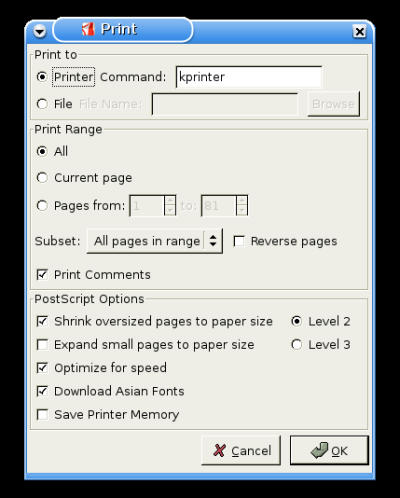 Print
Print to
Printer Command: kprinter
File File Name: Browse
Print Range
All
Current page
Pages from: 1 to: 81
Subset: All pages in range Reverse pages
Print Comments
PostScript Options
Shrink oversized pages to paper size Level 2
Expand small pages to paper size Level 3
Optimize for speed
Download Asian Fonts
Save Printer Memory
Cancel OK